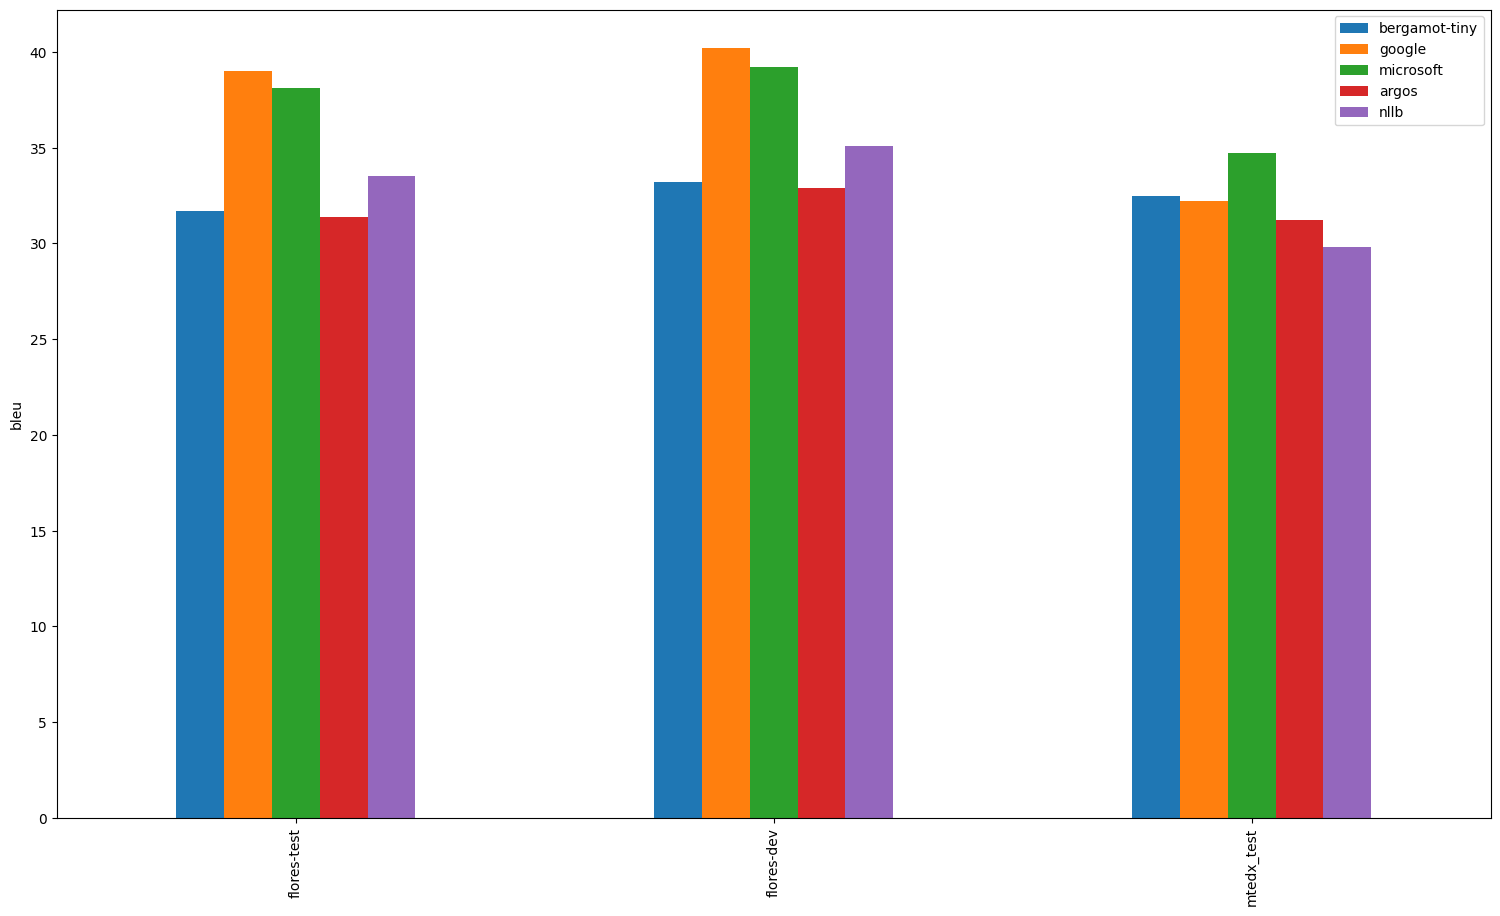 bergamot-tiny
google
microsoft
argos
nllb
bleu
40
35
30
25
20
15
10
5
0
flores-test
flores-dev
mtedx_test